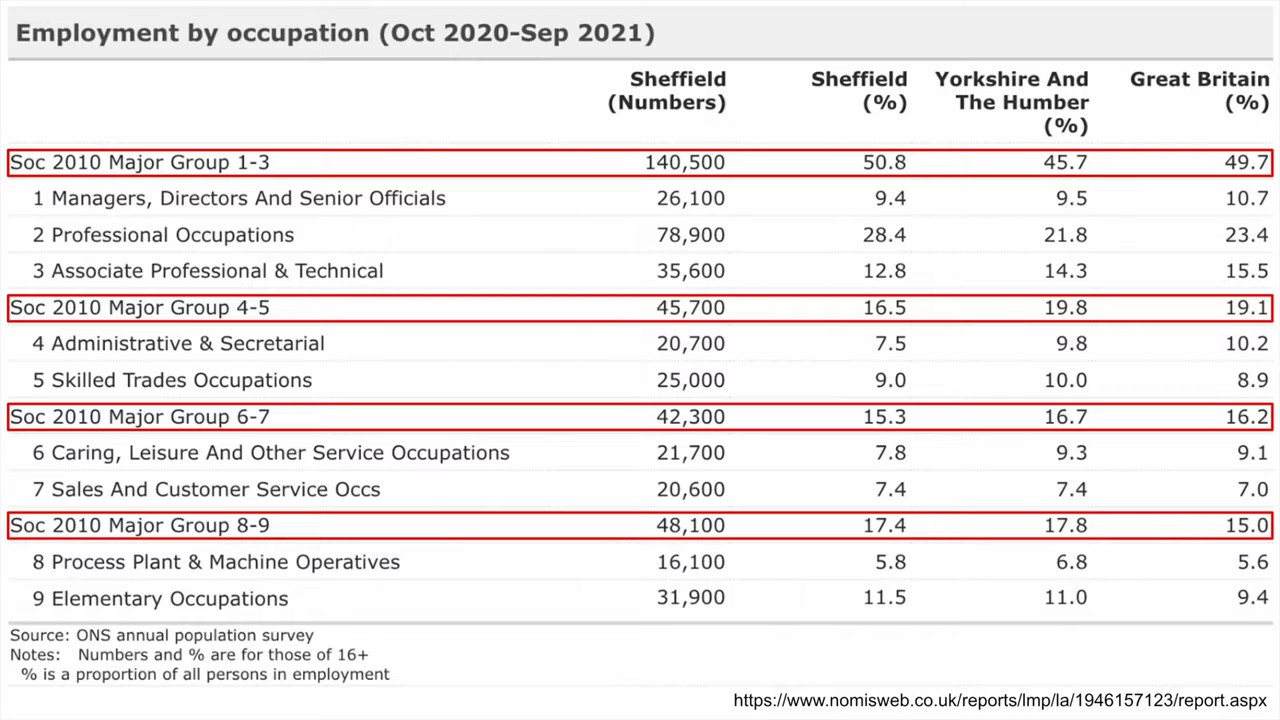 Employment by occupation (Oct 2020-Sep 2021)
Sheffield (Numbers) Sheffield (%) Yorkshire And The Humber (%) Great Britain (%)
Soc 2010 Major Group 1-3 140,500 50.8 45.7 49.7
1 Managers, Directors And Senior Officials 26,100 9.4 9.5 10.7
2 Professional Occupations 78,900 28.4 21.8 23.4
3 Associate Professional & Technical 35,600 12.8 14.3 15.5
Soc 2010 Major Group 4-5 45,700 16.5 19.8 19.1
4 Administrative & Secretarial 20,700 7.5 9.8 10.2
5 Skilled Trades Occupations 25,000 9.0 10.0 8.9
Soc 2010 Major Group 6-7 42,300 15.3 16.7 16.2
6 Caring, Leisure And Other Service Occupations 21,700 7.8 9.3 9.1
7 Sales And Customer Service Occs 20,600 7.4 7.4 7.0
Soc 2010 Major Group 8-9 48,100 17.4 17.8 15.0
8 Process Plant & Machine Operatives 16,100 5.8 6.8 5.6
9 Elementary Occupations 31,900 11.5 11.0 9.4
Source: ONS annual population survey
Notes: Numbers and % are for those of 16+
% is a proportion of all persons in employment
https://www.nomisweb.co.uk/reports/lmp/la/1946157123/report.aspx